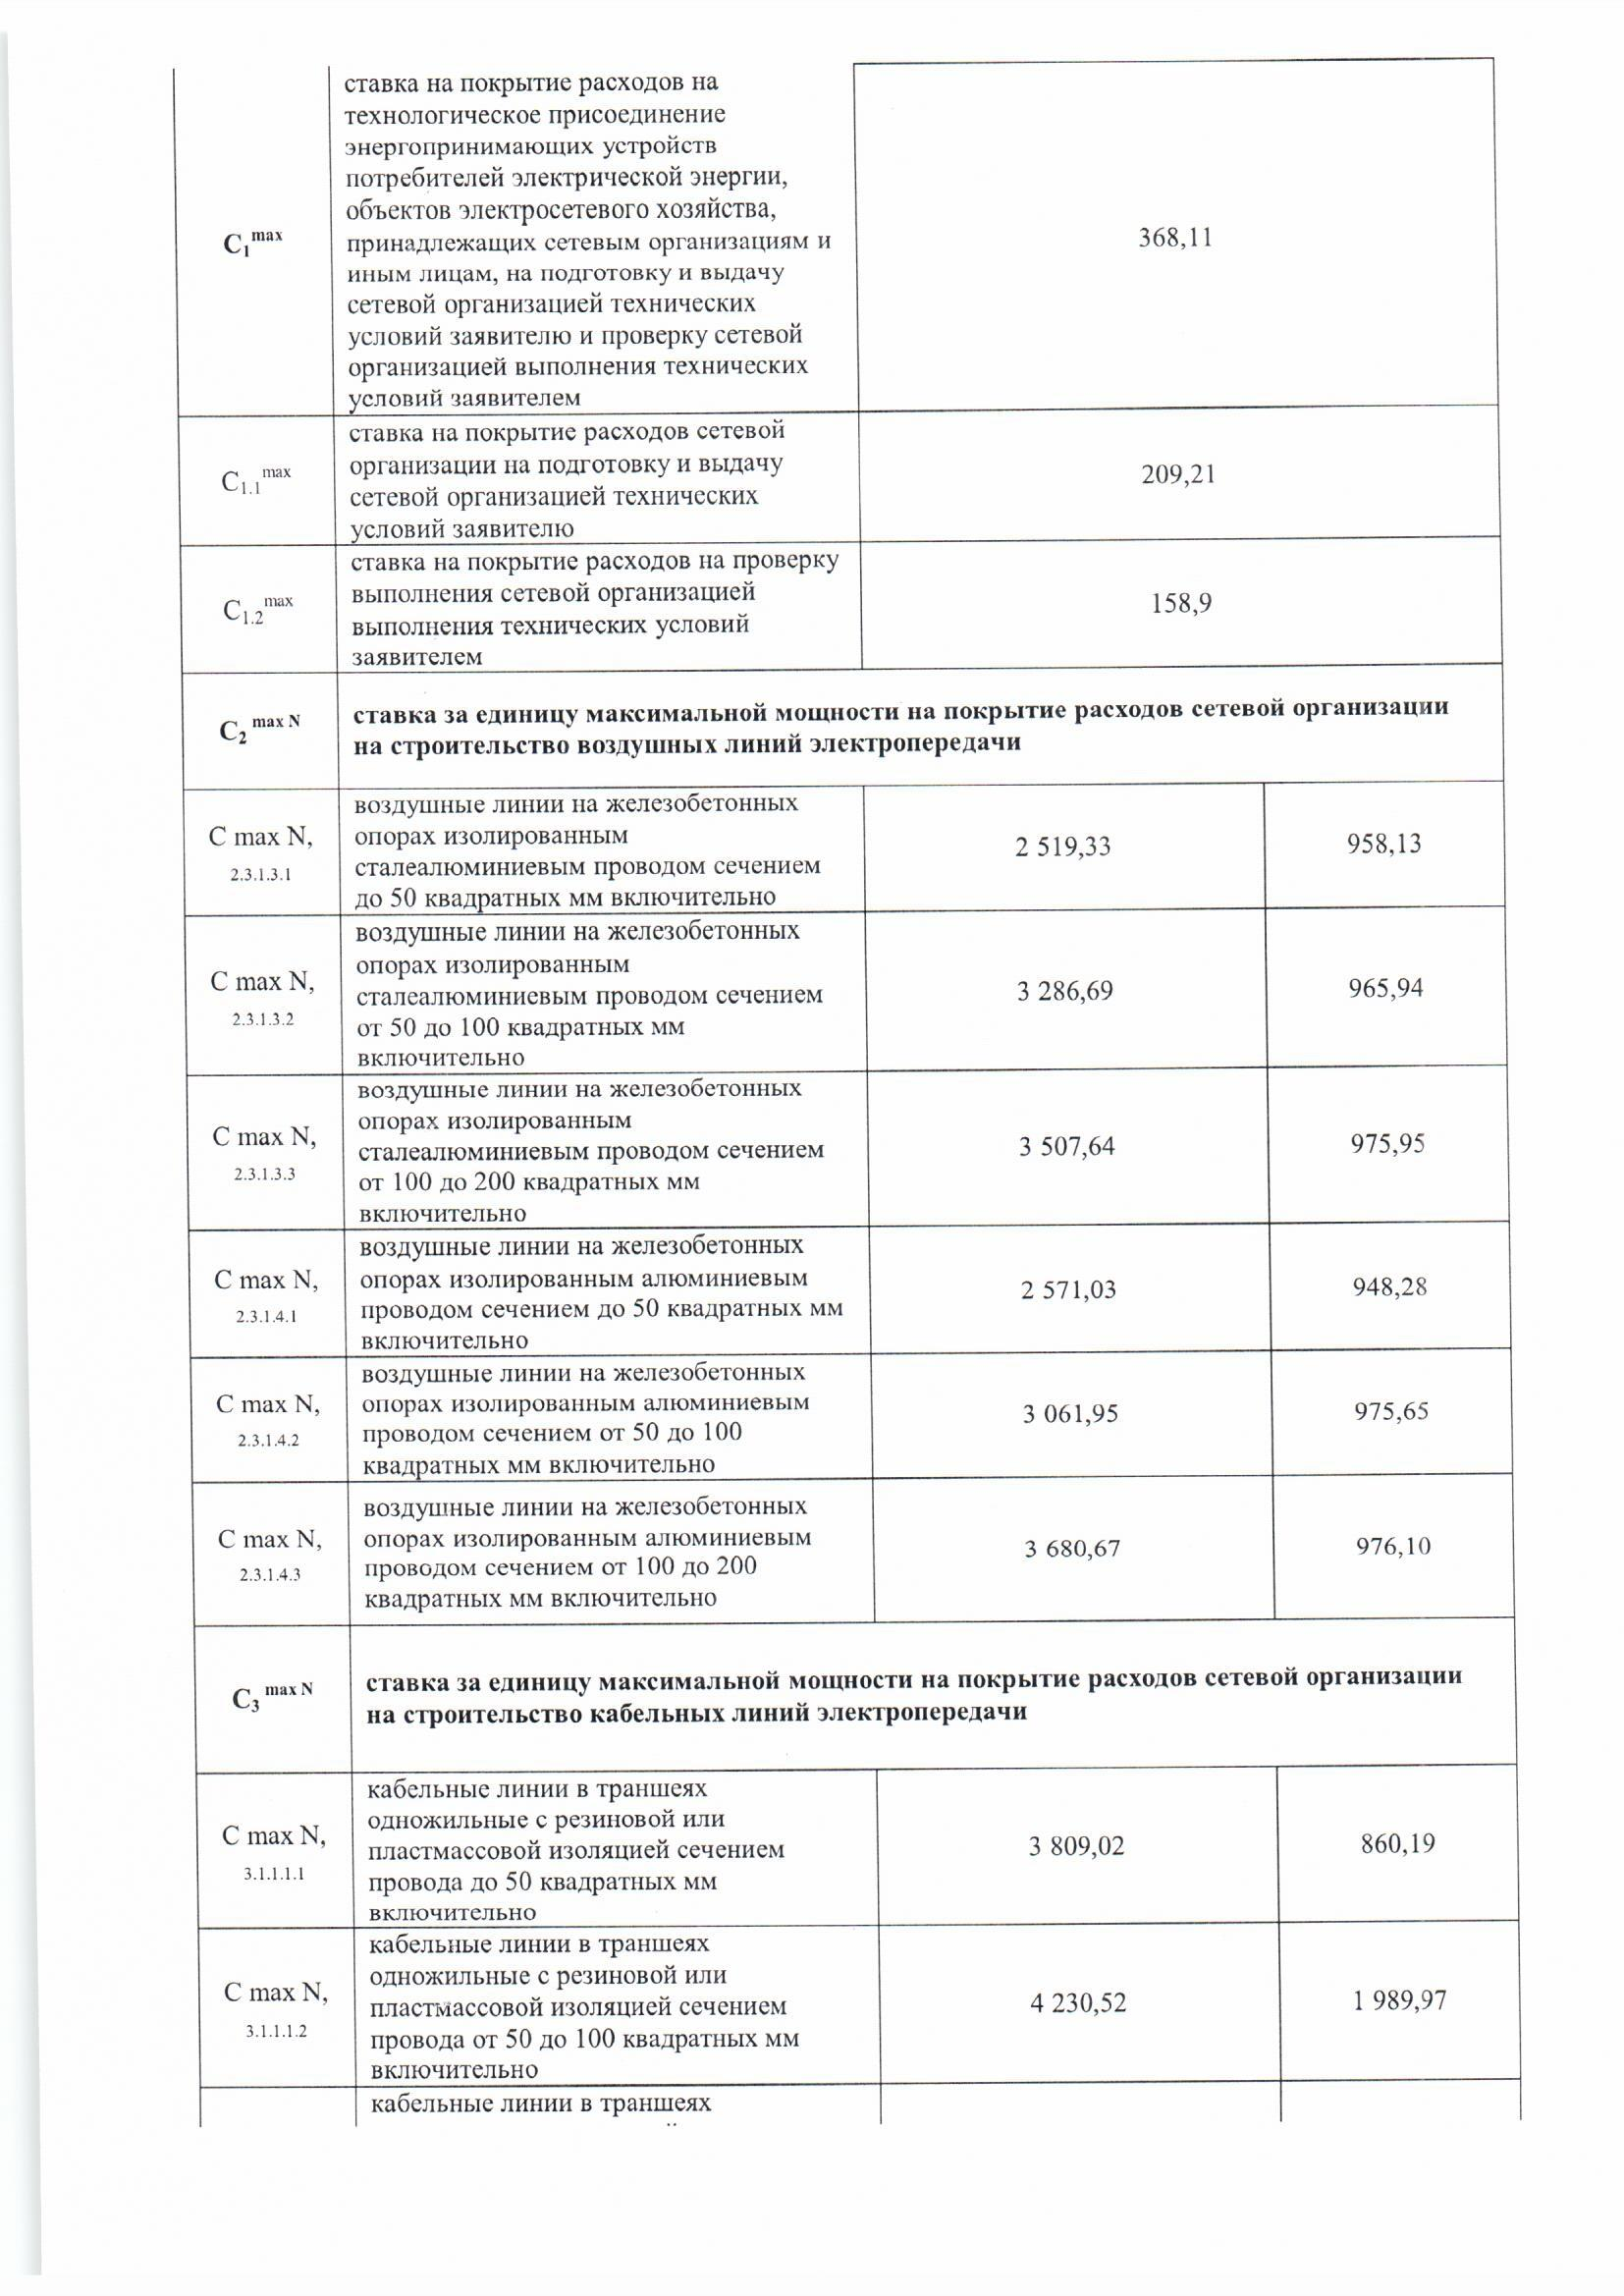 C₁ max
ставка на покрытие расходов на
технологическое присоединение
энергопринимающих устройств
потребителей электрической энергии,
объектов электросетевого хозяйства,
принадлежащих сетевым организациям и
иным лицам, на подготовку и выдачу
сетевой организацией технических
условий заявителю и проверку сетевой
организацией выполнения технических
условий заявителем
368,11
C₁.₁ max
ставка на покрытие расходов сетевой
организации на подготовку и выдачу
сетевой организацией технических
условий заявителю
209,21
C₁.₂ max
ставка на покрытие расходов на проверку
выполнения сетевой организацией
выполнения технических условий
заявителем
158,9
C₂ max N
ставка за единицу максимальной мощности на покрытие расходов сетевой организации
на строительство воздушных линий электропередачи
C max N,
2.3.1.3.1
воздушные линии на железобетонных
опорах изолированным
сталеалюминиевым проводом сечением
до 50 квадратных мм включительно
2 519,33
958,13
C max N,
2.3.1.3.2
воздушные линии на железобетонных
опорах изолированным
сталеалюминиевым проводом сечением
от 50 до 100 квадратных мм
включительно
3 286,69
965,94
C max N,
2.3.1.3.3
воздушные линии на железобетонных
опорах изолированным
сталеалюминиевым проводом сечением
от 100 до 200 квадратных мм
включительно
3 507,64
975,95
C max N,
2.3.1.4.1
воздушные линии на железобетонных
опорах изолированным алюминиевым
проводом сечением до 50 квадратных мм
включительно
2 571,03
948,28
C max N,
2.3.1.4.2
воздушные линии на железобетонных
опорах изолированным алюминиевым
проводом сечением от 50 до 100
квадратных мм включительно
3 061,95
975,65
C max N,
2.3.1.4.3
воздушные линии на железобетонных
опорах изолированным алюминиевым
проводом сечением от 100 до 200
квадратных мм включительно
3 680,67
976,10
C₃ max N
ставка за единицу максимальной мощности на покрытие расходов сетевой организации
на строительство кабельных линий электропередачи
C max N,
3.1.1.1.1
кабельные линии в траншеях
одножильные с резиновой или
пластмассовой изоляцией сечением
провода до 50 квадратных мм
включительно
3 809,02
860,19
C max N,
3.1.1.1.2
кабельные линии в траншеях
одножильные с резиновой или
пластмассовой изоляцией сечением
провода от 50 до 100 квадратных мм
включительно
4 230,52
1 989,97
кабельные линии в траншеях